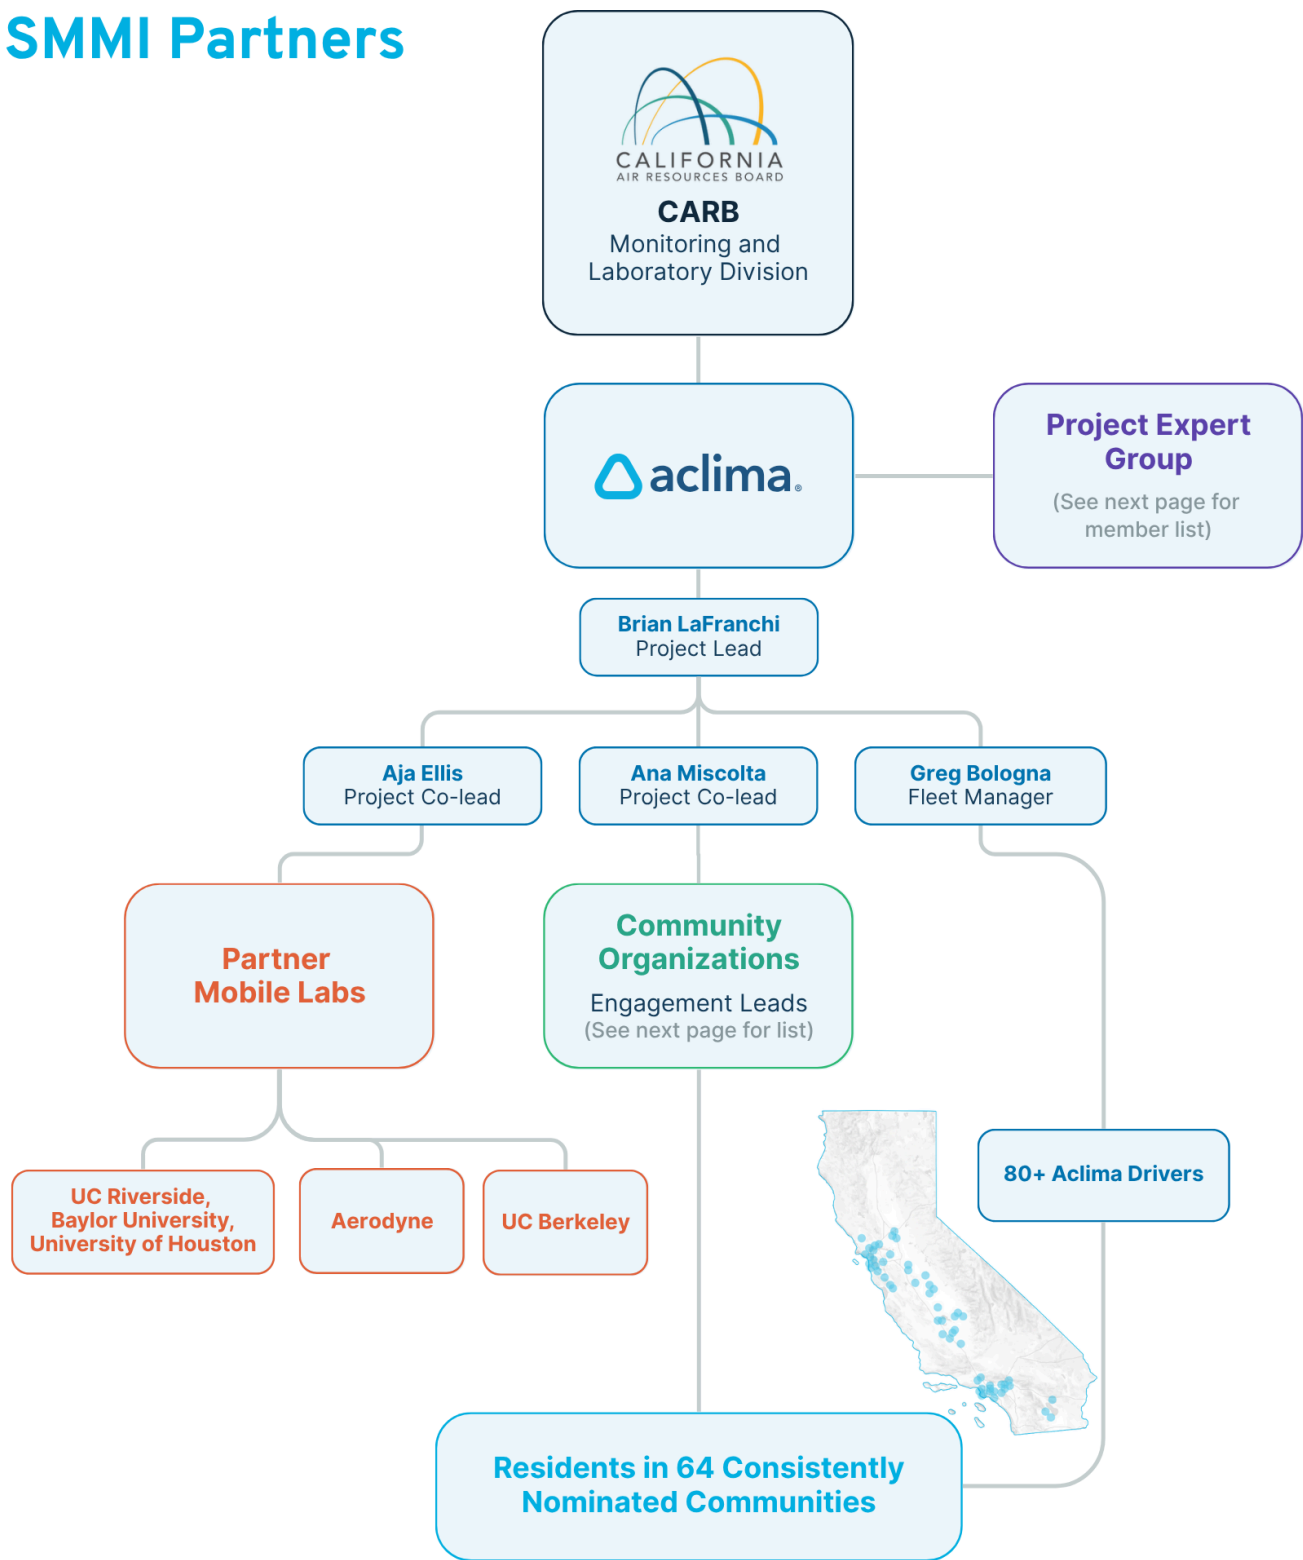 SMMI Partners
CALIFORNIA
AIR RESOURCES BOARD
CARB
Monitoring and
Laboratory Division
aclima®
Project Expert
Group
(See next page for
member list)
Brian LaFranchi
Project Lead
Aja Ellis
Project Co-lead
Ana Miscolta
Project Co-lead
Greg Bologna
Fleet Manager
Partner
Mobile Labs
Community
Organizations
Engagement Leads
(See next page for list)
UC Riverside,
Baylor University,
University of Houston
Aerodyne
UC Berkeley
80+ Aclima Drivers
Residents in 64 Consistently
Nominated Communities